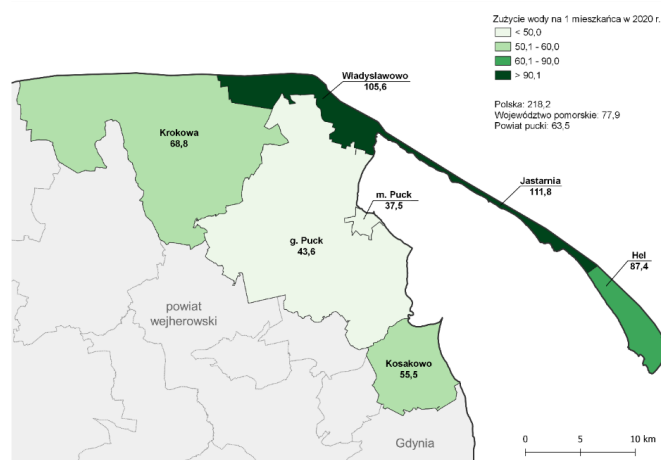 Zużycie wody na 1 mieszkańca w 2020 r.
< 50,0
50,1 - 60,0
60,1 - 90,0
> 90,1
Polska: 218,2
Województwo pomorskie: 77,9
Powiat pucki: 63,5
Władysławowo
105,6
Krokowa
68,8
Jastarnia
111,8
m. Puck
37,5
g. Puck
43,6
Hel
87,4
powiat
wejherowski
Kosakowo
55,5
Gdynia
0 5 10 km